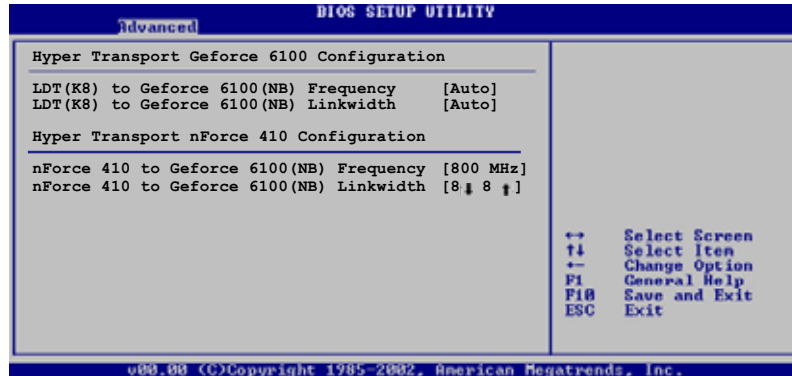 BIOS SETUP UTILITY
Advanced
Hyper Transport Geforce 6100 Configuration
LDT(K8) to Geforce 6100(NB) Frequency [Auto]
LDT(K8) to Geforce 6100(NB) Linkwidth [Auto]
Hyper Transport nForce 410 Configuration
nForce 410 to Geforce 6100(NB) Frequency [800 MHz]
nForce 410 to Geforce 6100(NB) Linkwidth [8⬇ 8⬆]
↔ Select Screen
↑↓ Select Item
+- Change Option
F1 General Help
F10 Save and Exit
ESC Exit
v00.00 (C)Copyright 1985-2002, American Megatrends, Inc.